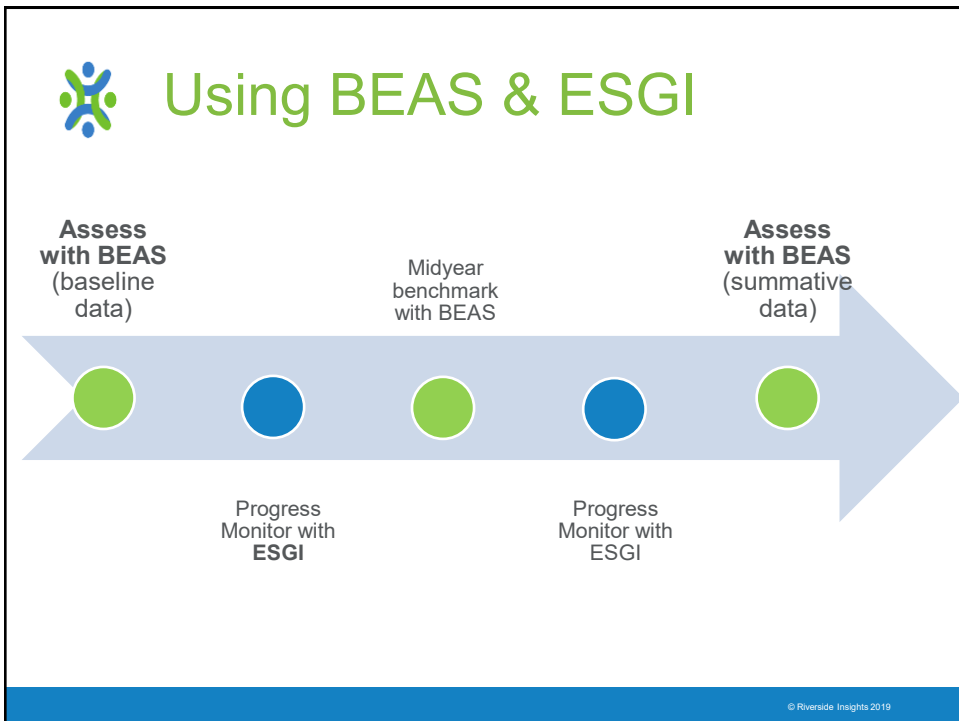 Using BEAS & ESGI
Assess
with BEAS
(baseline
data)
Midyear
benchmark
with BEAS
Assess
with BEAS
(summative
data)
Progress
Monitor with
ESGI
Progress
Monitor with
ESGI
© Riverside Insights 2019